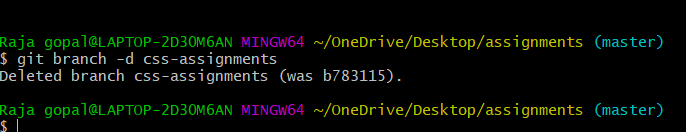 Raja gopal@LAPTOP-2D30M6AN MINGW64 ~/OneDrive/Desktop/assignments (master)
$ git branch -d css-assignments
Deleted branch css-assignments (was b783115).
Raja gopal@LAPTOP-2D30M6AN MINGW64 ~/OneDrive/Desktop/assignments (master)
$